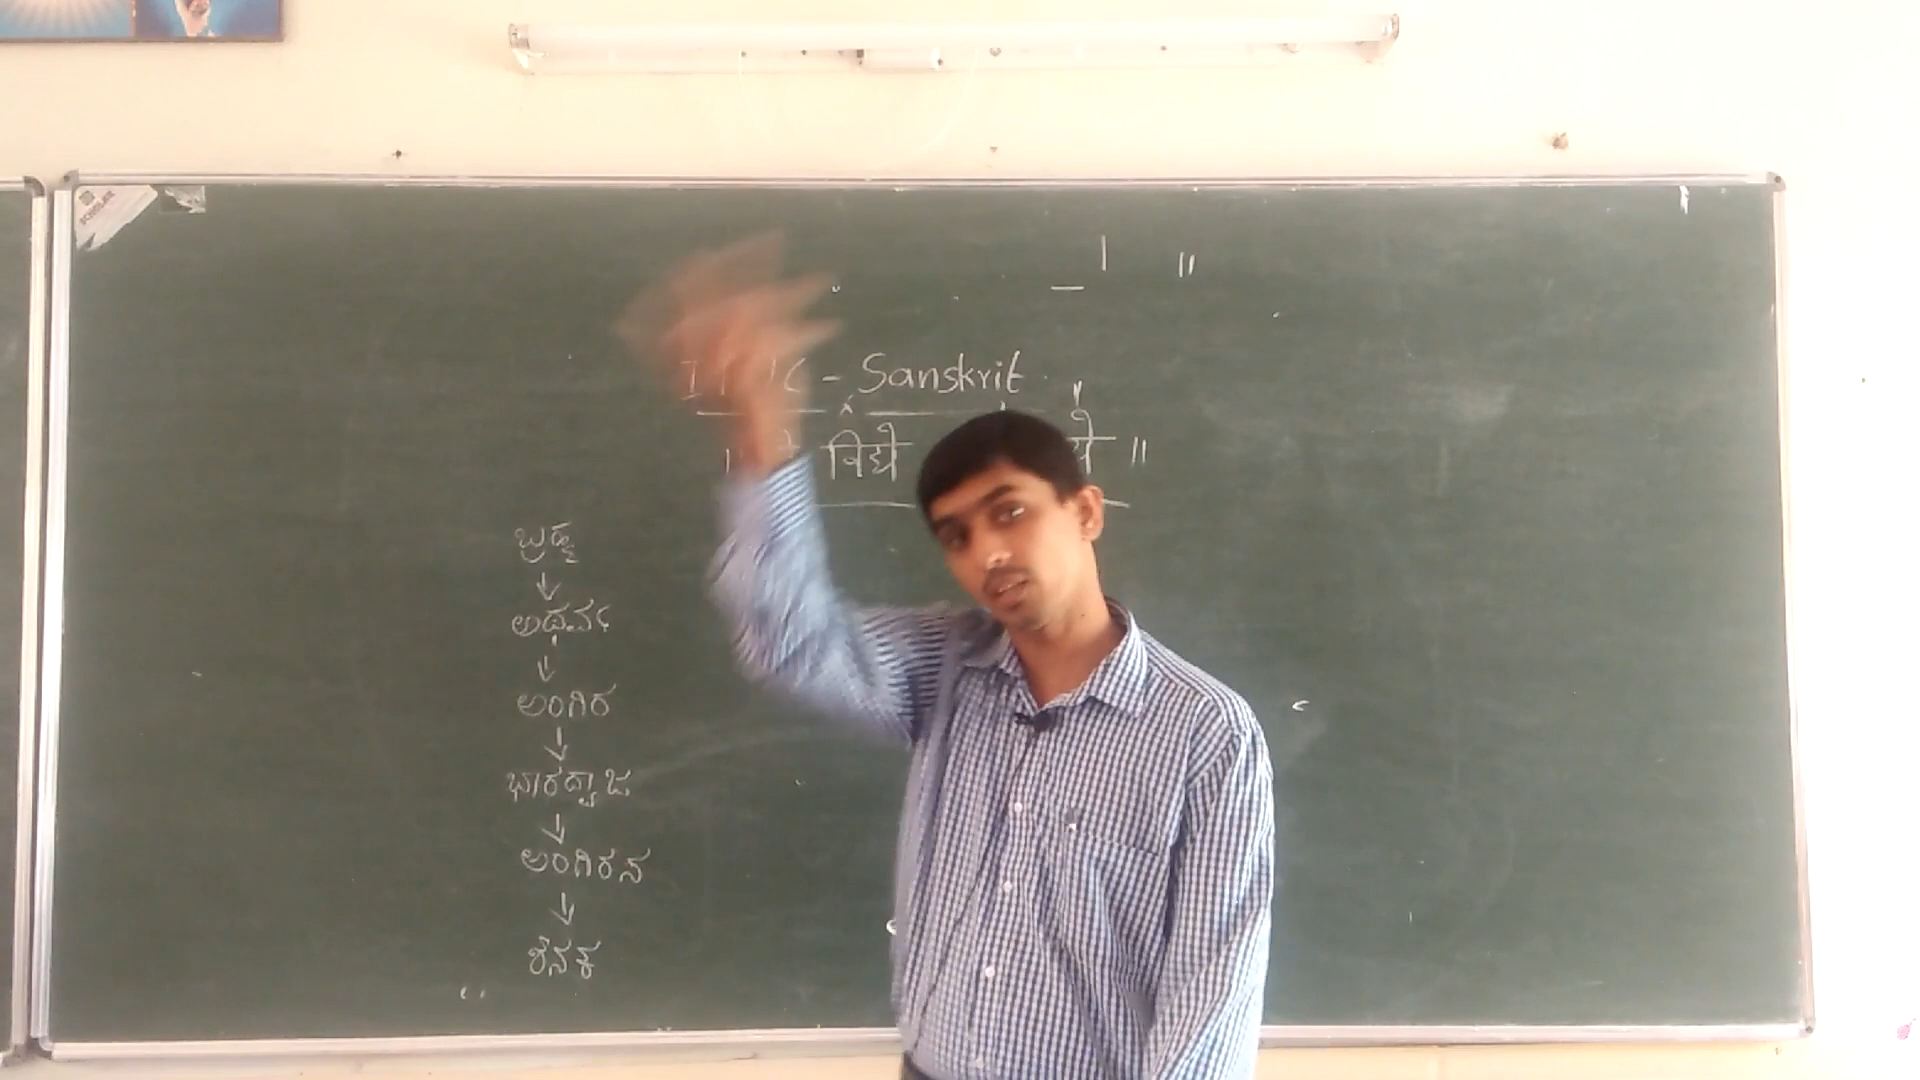 - Sanskrit
विद्ये
॥
ಬ್ರಹ್ಮ
↓
ಅಥರ್ವ
↓
ಅಂಗಿರ
↓
ಭಾರದ್ವಾಜ
↓
ಅಂಗಿರಸ
↓
ಶೌನಕ